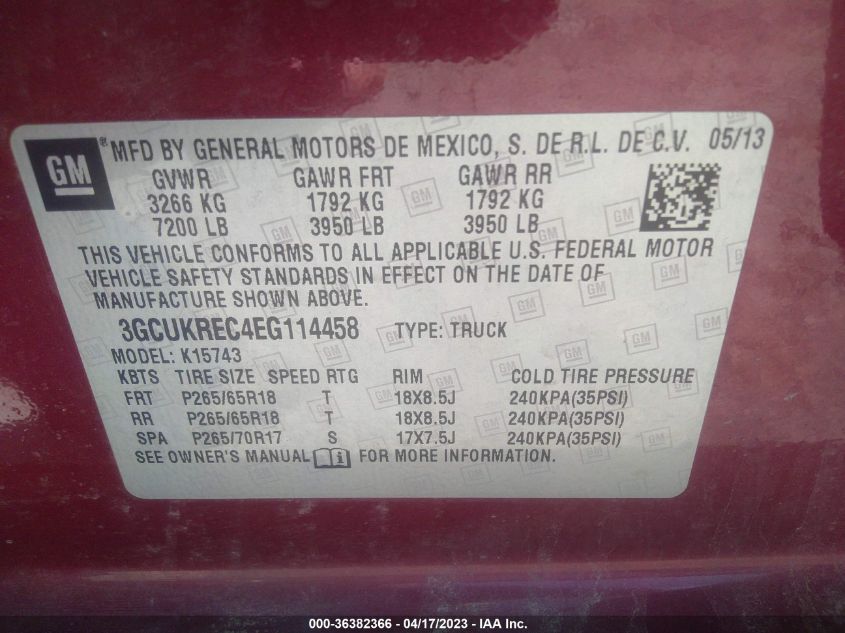 GM ® MFD BY GENERAL MOTORS DE MEXICO, S. DE R.L. DE C.V. 05/13
GVWR GAWR FRT GAWR RR
3266 KG 1792 KG 1792 KG
7200 LB 3950 LB 3950 LB
THIS VEHICLE CONFORMS TO ALL APPLICABLE U.S. FEDERAL MOTOR
VEHICLE SAFETY STANDARDS IN EFFECT ON THE DATE OF
MANUFACTURE SHOWN ABOVE.
3GCUKREC4EG114458 TYPE: TRUCK
MODEL: K15743
KBTS TIRE SIZE SPEED RTG RIM COLD TIRE PRESSURE
FRT P265/65R18 T 18X8.5J 240KPA(35PSI)
RR P265/65R18 T 18X8.5J 240KPA(35PSI)
SPA P265/70R17 S 17X7.5J 240KPA(35PSI)
SEE OWNER'S MANUAL FOR MORE INFORMATION.
000-36382366 - 04/17/2023 - IAA Inc.